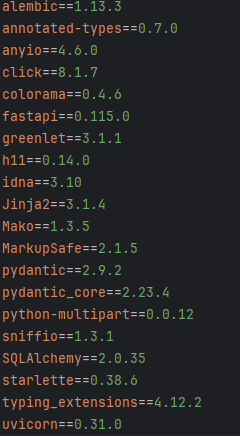 alembic==1.13.3
annotated-types==0.7.0
anyio==4.6.0
click==8.1.7
colorama==0.4.6
fastapi==0.115.0
greenlet==3.1.1
h11==0.14.0
idna==3.10
Jinja2==3.1.4
Mako==1.3.5
MarkupSafe==2.1.5
pydantic==2.9.2
pydantic_core==2.23.4
python-multipart==0.0.12
sniffio==1.3.1
SQLAlchemy==2.0.35
starlette==0.38.6
typing_extensions==4.12.2
uvicorn==0.31.0